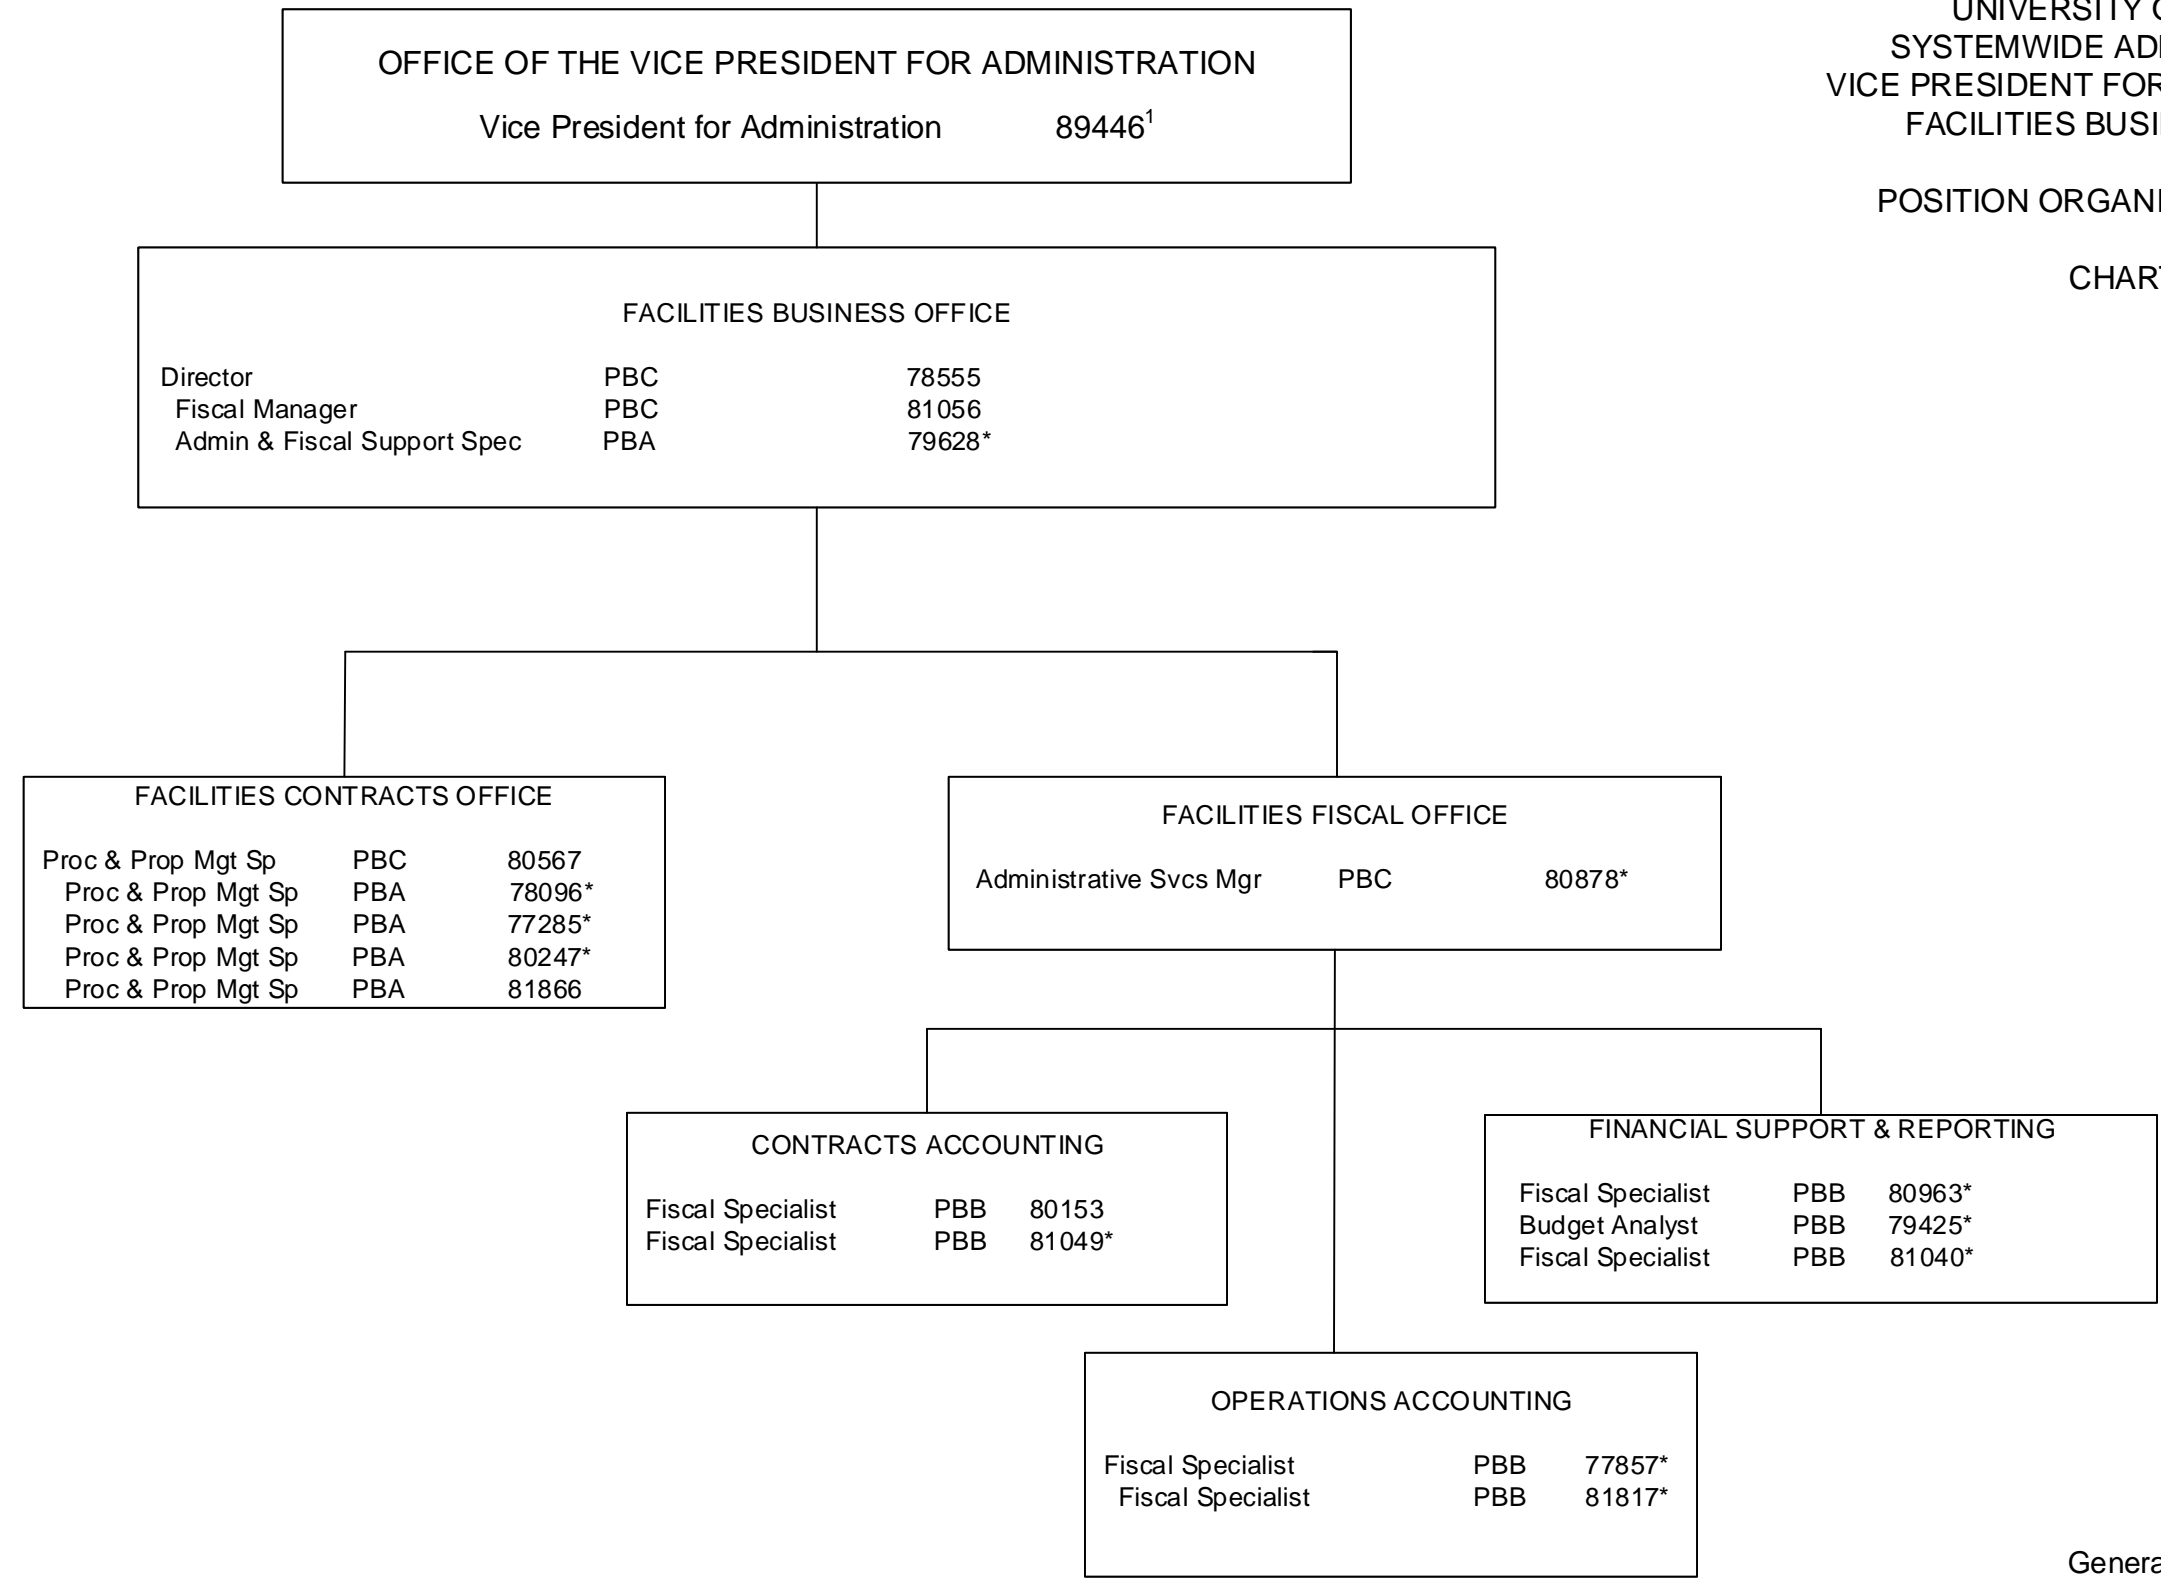 OFFICE OF THE VICE PRESIDENT FOR ADMINISTRATION
Vice President for Administration 89446¹
UNIVERSITY
SYSTEMWIDE
VICE PRESIDENT FOR
FACILITIES
POSITION
FACILITIES BUSINESS OFFICE
Director PBC 78555
Fiscal Manager PBC 81056
Admin & Fiscal Support Spec PBA 79628*
FACILITIES CONTRACTS OFFICE
Proc & Prop Mgt Sp PBC 80567
Proc & Prop Mgt Sp PBA 78096*
Proc & Prop Mgt Sp PBA 77285*
Proc & Prop Mgt Sp PBA 80247*
Proc & Prop Mgt Sp PBA 81866
FACILITIES FISCAL OFFICE
Administrative Svcs Mgr PBC 80878*
CONTRACTS ACCOUNTING
Fiscal Specialist PBB 80153
Fiscal Specialist PBB 81049*
FINANCIAL SUPPORT & REPORTING
Fiscal Specialist PBB 80963*
Budget Analyst PBB 79425*
Fiscal Specialist PBB 81040*
OPERATIONS ACCOUNTING
Fiscal Specialist PBB 77857*
Fiscal Specialist PBB 81817*